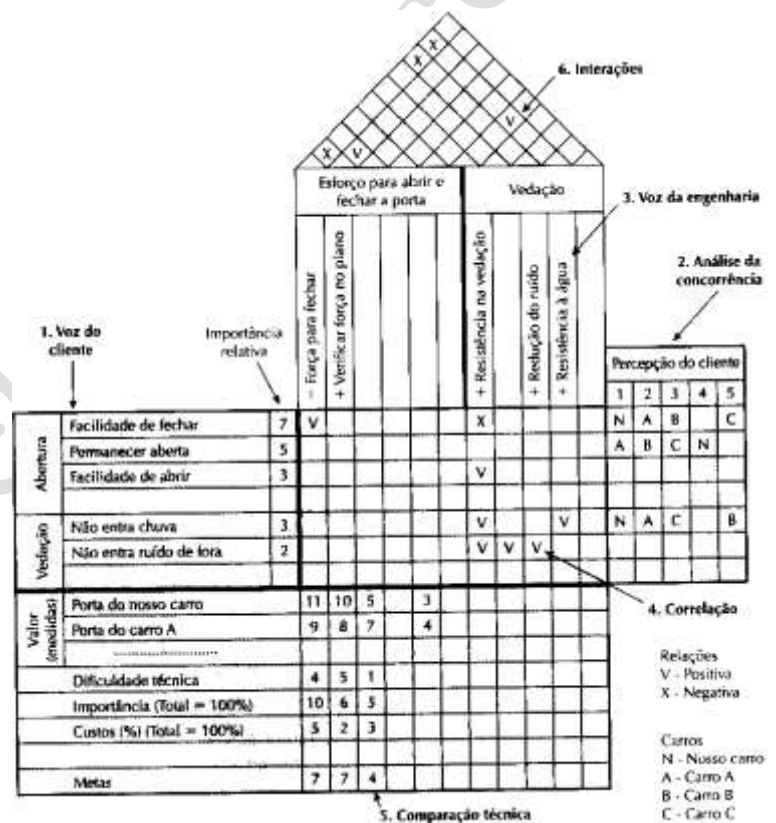 X
X
6. Interações
V
X V
Esforço para abrir e
fechar a porta
Vedação
3. Voz da engenharia
– Força para fechar
+ Verificar força no plano
+ Resistência na vedação
+ Redução do ruído
+ Resistência à água
2. Análise da
concorrência
1. Voz do
cliente
Importância
relativa
Percepção do cliente
1 2 3 4 5
Abertura
Facilidade de fechar 7 V X N A B C
Permanecer aberta 5 A B C N
Facilidade de abrir 3 V
Vedação
Não entra chuva 3 V V N A C B
Não entra ruído de fora 2 V V V
4. Correlação
Valor
(medidas)
Porta do nosso carro 11 10 5 3
Porta do carro A 9 8 7 4
......................
Dificuldade técnica 4 5 1
Importância (Total = 100%) 10 6 5
Custos (%) (Total = 100%) 5 2 3
Metas 7 7 4
5. Comparação técnica
Relações
V - Positiva
X - Negativa
Carros
N - Nosso carro
A - Carro A
B - Carro B
C - Carro C